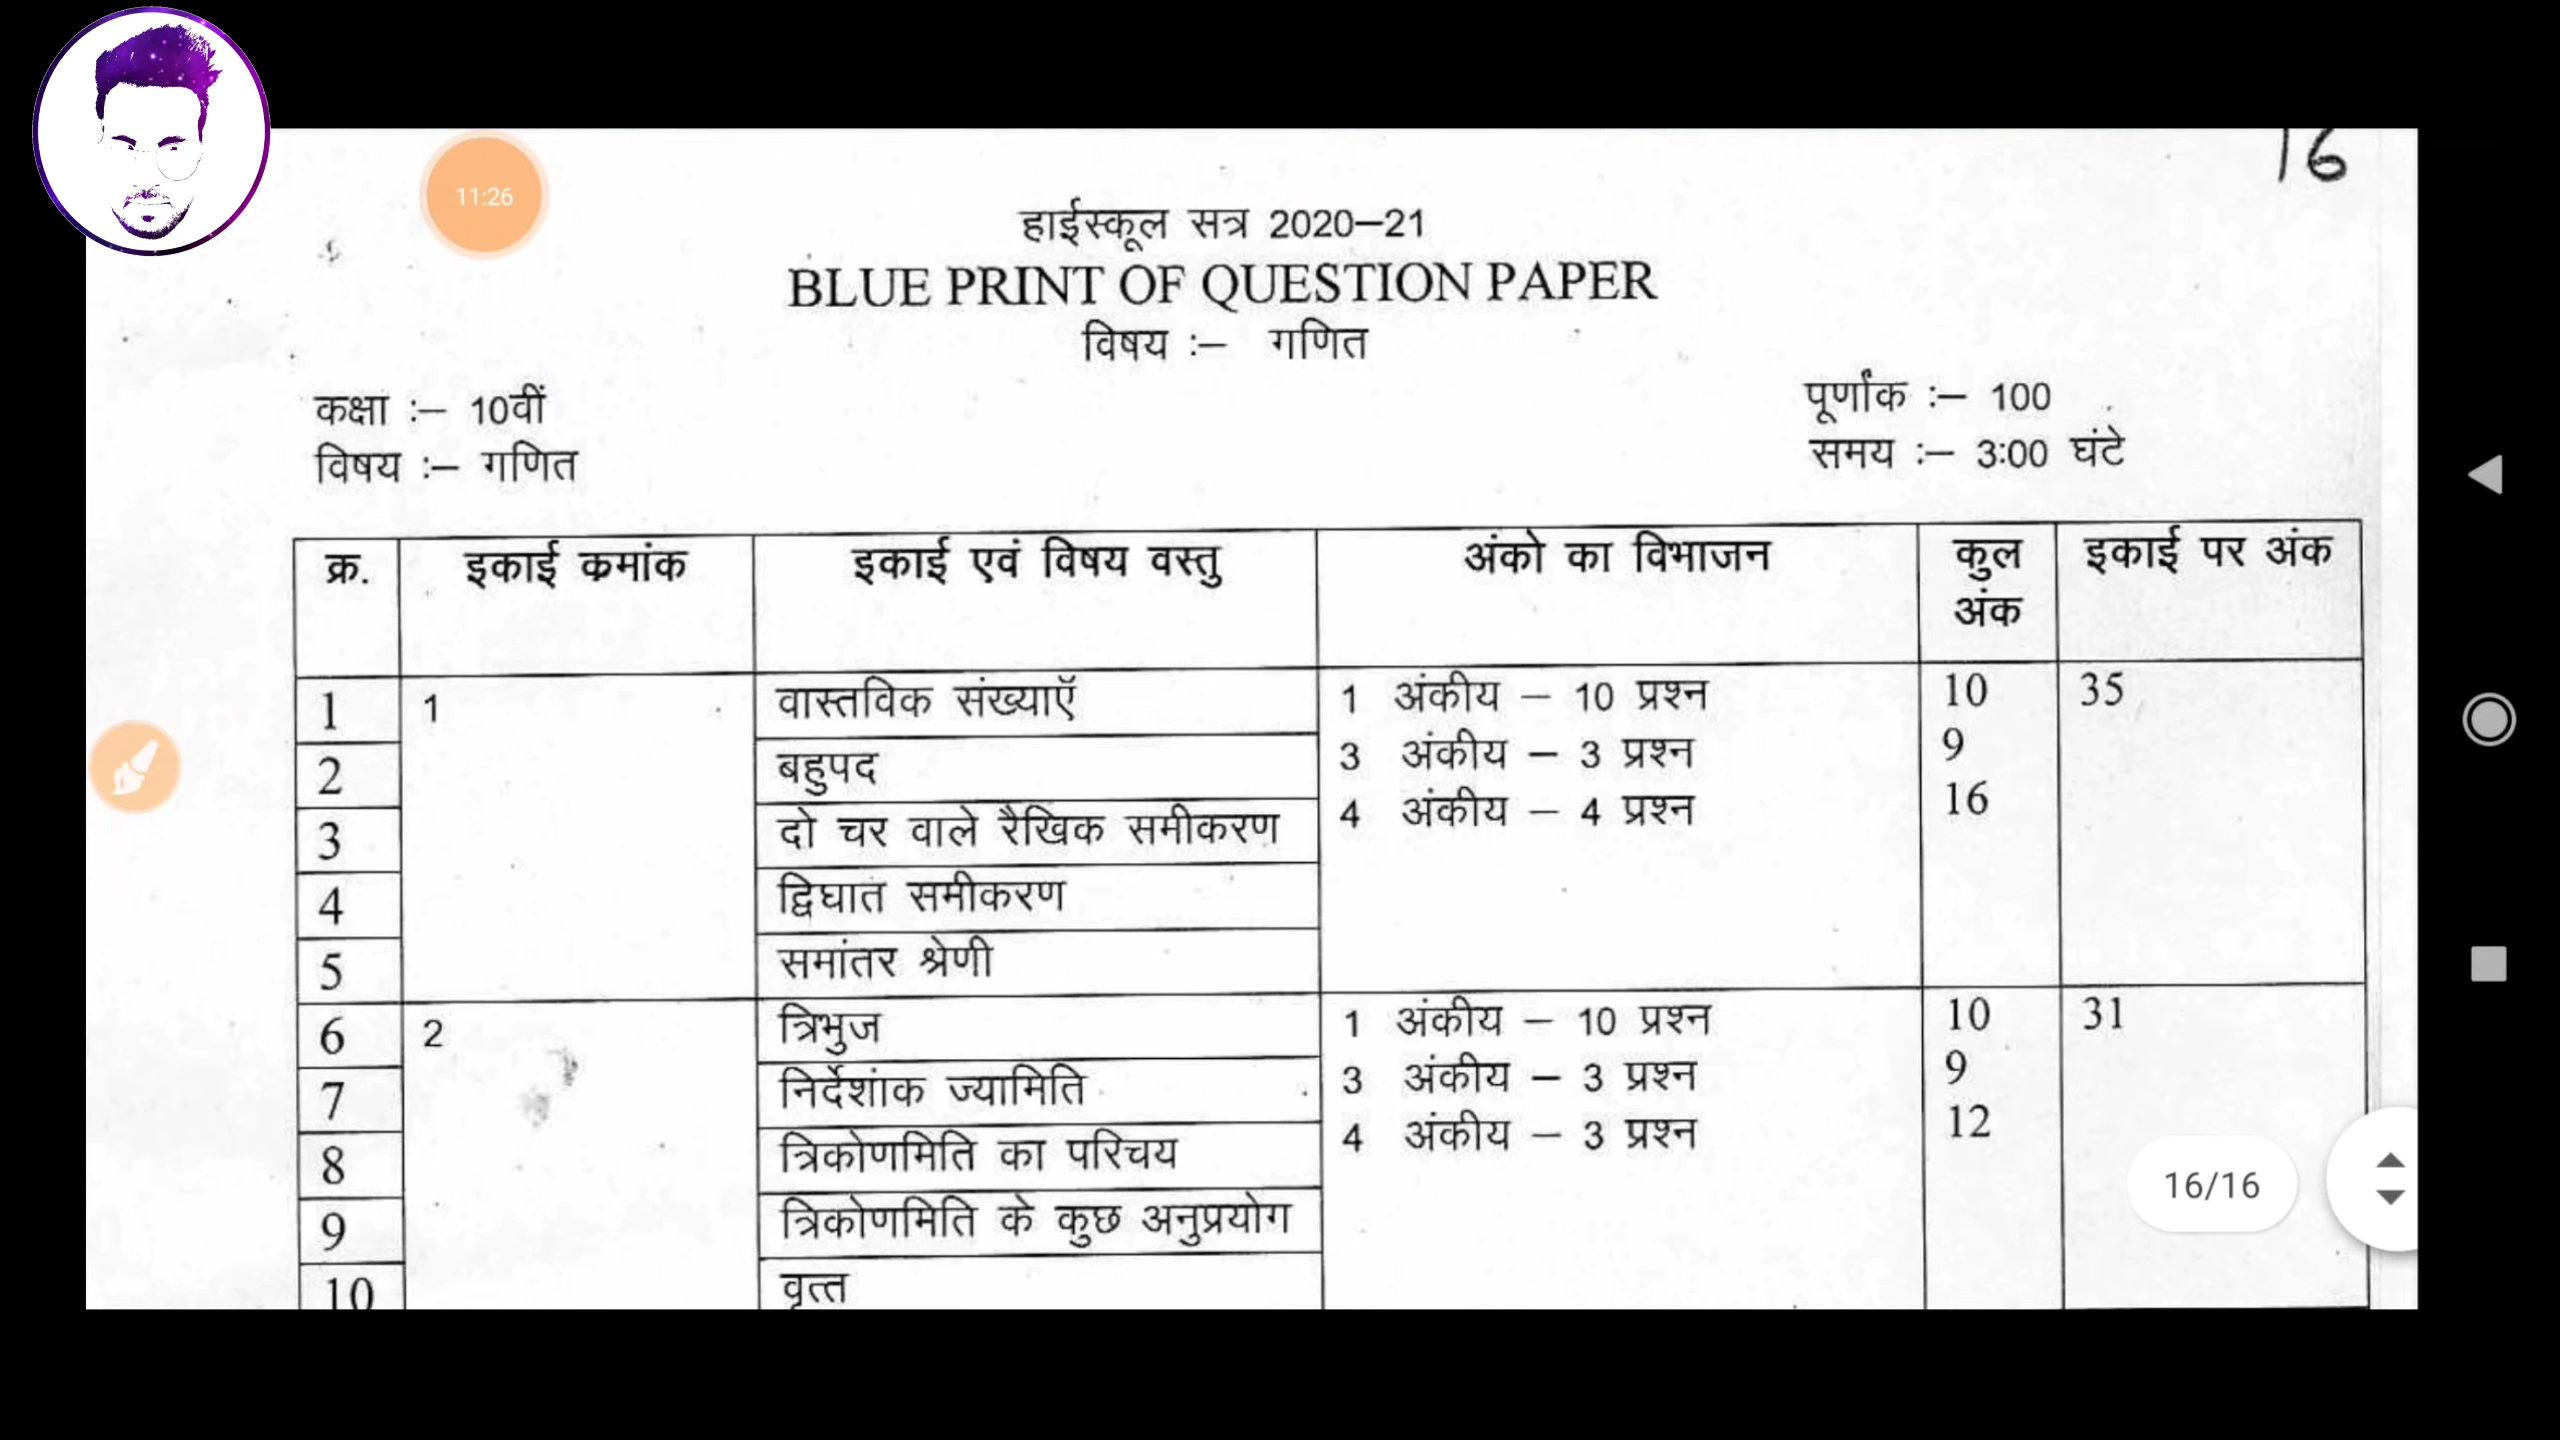 16
11:26
हाईस्कूल सत्र 2020–21
BLUE PRINT OF QUESTION PAPER
विषय :– गणित
कक्षा :– 10वीं
पूर्णांक :– 100
विषय :– गणित
समय :– 3:00 घंटे
क्र. इकाई कमांक इकाई एवं विषय वस्तु अंको का विभाजन कुल अंक इकाई पर अंक
1 1 वास्तविक संख्याऍ 1 अंकीय – 10 प्रश्न 10 35
2 बहुपद 3 अंकीय – 3 प्रश्न 9
3 दो चर वाले रैखिक समीकरण 4 अंकीय – 4 प्रश्न 16
4 द्विघात समीकरण
5 समांतर श्रेणी
6 2 त्रिभुज 1 अंकीय – 10 प्रश्न 10 31
7 निर्देशांक ज्यामिति 3 अंकीय – 3 प्रश्न 9
8 त्रिकोणमिति का परिचय 4 अंकीय – 3 प्रश्न 12
9 त्रिकोणमिति के कुछ अनुप्रयोग
10 वृत्त
16/16